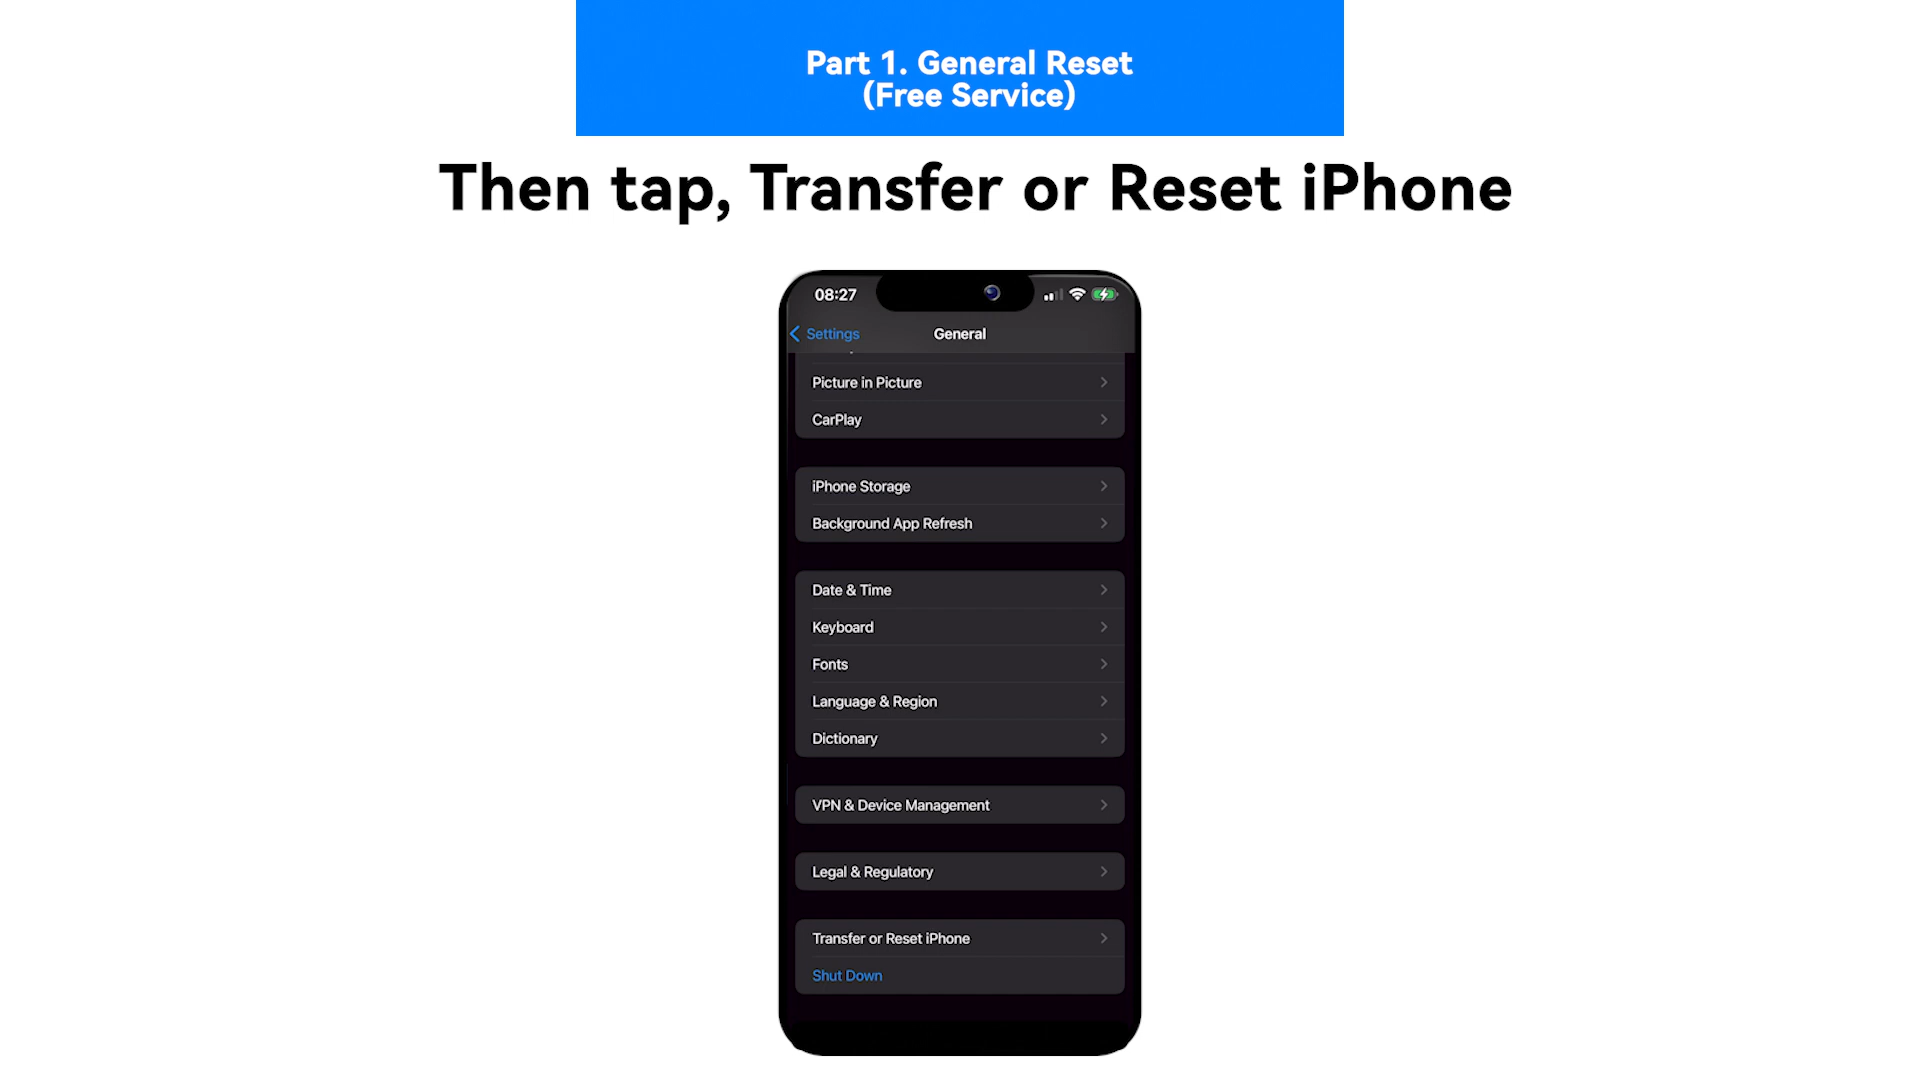 Part 1. General Reset
(Free Service)
Then tap, Transfer or Reset iPhone
08:27
Settings
General
Picture in Picture
CarPlay
iPhone Storage
Background App Refresh
Date & Time
Keyboard
Fonts
Language & Region
Dictionary
VPN & Device Management
Legal & Regulatory
Transfer or Reset iPhone
Shut Down